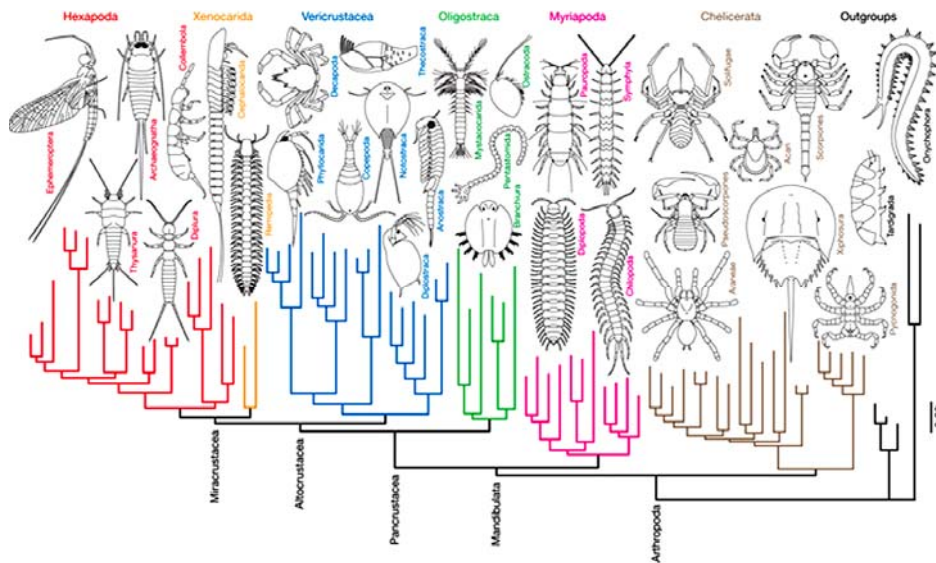 Hexapoda
Xenocarida
Vericrustacea
Oligostraca
Myriapoda
Chelicerata
Outgroups
Ephemeroptera
Archaeognatha
Collembola
Cephalocarida
Decapoda
Thecostraca
Mystacocarida
Ostracoda
Pauropoda
Symphyla
Solifugae
Acari
Scorpiones
Onychophora
Thysanura
Diplura
Remipedia
Phyllocarida
Copepoda
Notostraca
Anostraca
Diplostraca
Pentastomida
Branchiura
Diplopoda
Chilopoda
Pseudoscorpiones
Araneae
Xiphosura
Tardigrada
Pycnogonida
Miracrustacea
Altocrustacea
Pancrustacea
Mandibulata
Arthropoda